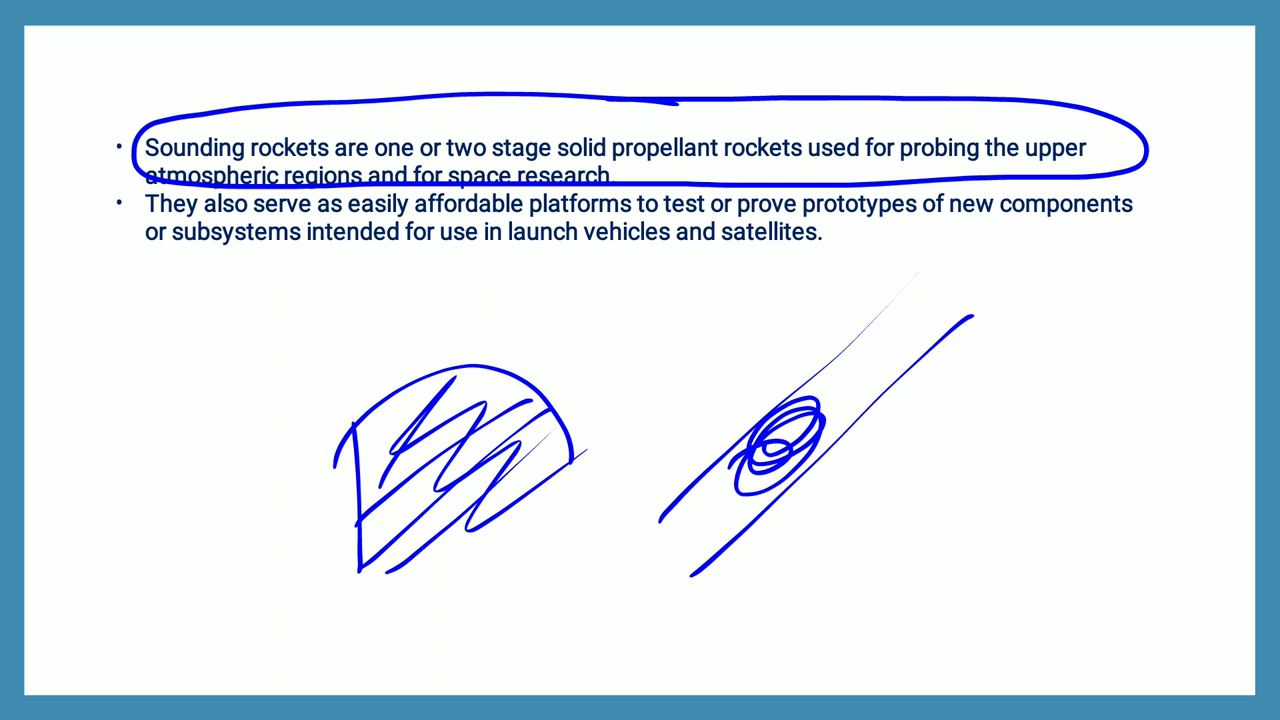 • Sounding rockets are one or two stage solid propellant rockets used for probing the upper
atmospheric regions and for space research.
• They also serve as easily affordable platforms to test or prove prototypes of new components
or subsystems intended for use in launch vehicles and satellites.